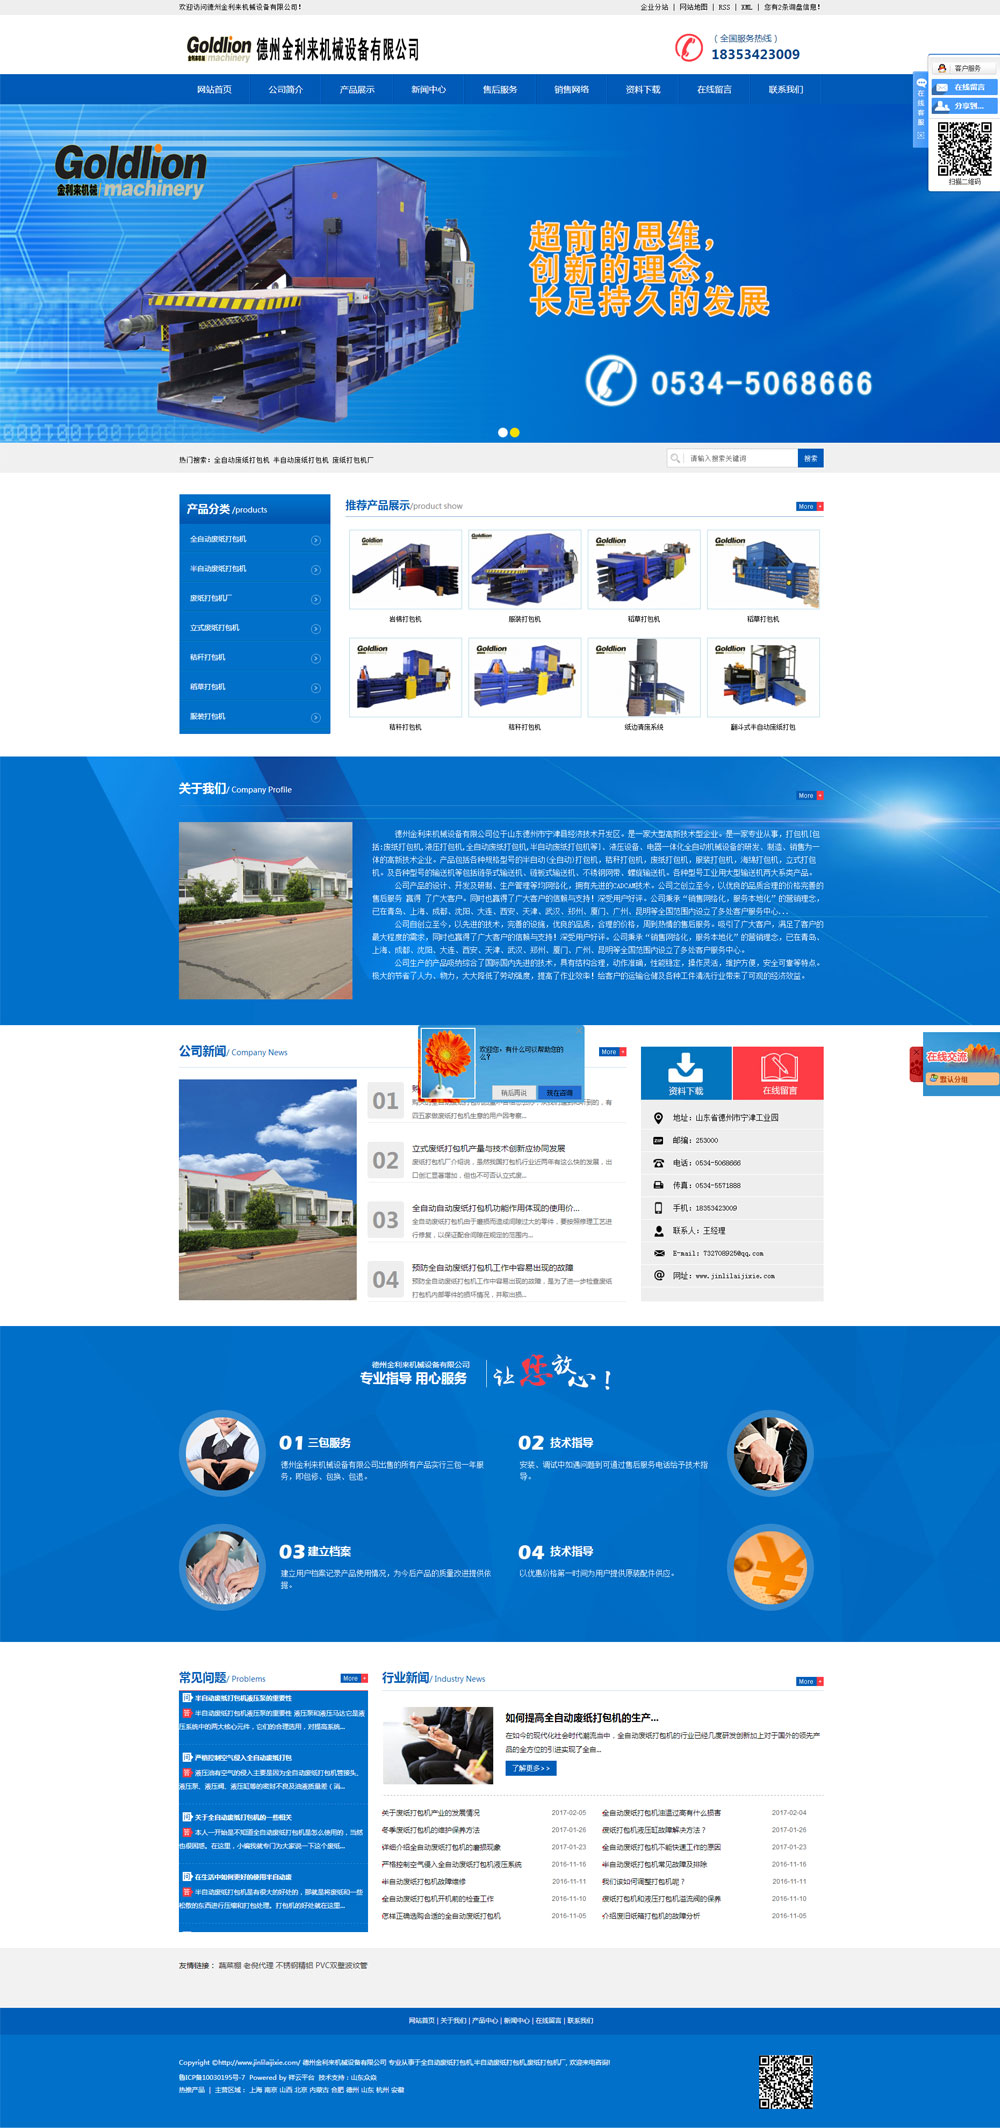 欢迎访问德州金利来机械设备有限公司！
企业分站 | 网站地图 | RSS | XML | 您有2条询盘信息！
Goldlion machinery
德州金利来机械设备有限公司
（全国服务热线）
18353423009
网站首页 公司简介 产品展示 新闻中心 售后服务 销售网络 资料下载 在线留言 联系我们
客户服务
在线留言
分享到...
扫描二维码
在线客服
Goldlion
金利来机械 machinery
超前的思维，
创新的理念，
长足持久的发展
0534-5068666
热门搜索：全自动废纸打包机 半自动废纸打包机 废纸打包机厂
请输入搜索关键词
搜索
产品分类 /products
全自动废纸打包机
半自动废纸打包机
废纸打包机厂
立式废纸打包机
秸秆打包机
稻草打包机
服装打包机
推荐产品展示/product show
More +
岩棉打包机 服装打包机 稻草打包机 稻草打包机
秸秆打包机 秸秆打包机 纸边清废系统 翻斗式半自动废纸打包
关于我们/ Company Profile
More +
德州金利来机械设备有限公司位于山东德州市宁津县经济技术开发区。是一家大型高新技术型企业。是一家专业从事，打包机[包
括:废纸打包机,液压打包机,全自动废纸打包机,半自动废纸打包机等]、液压设备、电器一体化全自动机械设备的研发，制造、销售为一
体的高新技术企业。产品包括各种规格型号的半自动(全自动)打包机，秸秆打包机，废纸打包机，服装打包机，海绵打包机，立式打包
机。及各种型号的输送机等包括链条式输送机、链板式输送机、不锈钢网带、螺旋输送机。各种型号工业用大型输送机两大系类产品。
公司产品的设计、开发及研制、生产管理等均网络化，拥有先进的CADCAM技术。公司之创立至今，以优良的品质合理的价格完善的
售后服务 赢得 了广大客户。同时也赢得了广大客户的信赖与支持！深受用户好评。公司秉承“销售网络化，服务本地化”的营销理念，
已在青岛、上海、成都、沈阳、大连、西安、天津、武汉、郑州、厦门、广州、昆明等全国范围内设立了多处客户服务中心...
公司自创立至今，以先进的技术，完善的设施，优良的品质，合理的价格，周到热情的售后服务。吸引了广大客户，满足了客户的
最大程度的需求，同时也赢得了广大客户的信赖与支持！深受用户好评。公司秉承“销售网络化，服务本地化”的营销理念，已在青岛、
上海、成都、沈阳、大连、西安、天津、武汉、郑州、厦门、广州、昆明等全国范围内设立了多处客户服务中心。
公司生产的产品吸纳综合了国际国内先进的技术，具有结构合理，动作准确，性能稳定，操作灵活，维护方便，安全可靠等特点。
极大的节省了人力、物力，大大降低了劳动强度，提高了作业效率！给客户的运输仓储及各种工件清洗行业带来了可观的经济效益。
公司新闻/ Company News
More +
欢迎您，有什么可以帮助您的
么？
稍后再说 现在咨询
在线交流
默认分组
01
四五家做废纸打包机生意的用户因考察...
02 立式废纸打包机产量与技术创新应协同发展
废纸打包机厂介绍说，虽然我国打包机行业近两年有这么快的发展，出
口创汇显著增加，但也不可否认立式废...
03 全自动自动废纸打包机功能作用体现的使用价...
全自动废纸打包机由于磨损而造成间隙过大的零件，要按照修理工艺进
行修复，以保证配合间隙在规定的范围内...
04 预防全自动废纸打包机工作中容易出现的故障
预防全自动废纸打包机工作中容易出现的故障，是为了进一步检查废纸
打包机内部零件的损坏情况，并取出损...
资料下载 在线留言
地址：山东省德州市宁津工业园
邮编：253000
电话：0534-5068666
传真：0534-5571888
手机：18353423009
联系人：王经理
E-mail：732708925@qq.com
网址：www.jinlilaijixie.com
德州金利来机械设备有限公司
专业指导 用心服务
让您放心！
01 三包服务
德州金利来机械设备有限公司出售的所有产品实行三包一年服
务，即包修、包换、包退。
02 技术指导
安装、调试中如遇问题到可通过售后服务电话给予技术指
导。
03 建立档案
建立用户档案记录产品使用情况，为今后产品的质量改进提供依
据。
04 技术指导
以优惠价格第一时间为用户提供原装配件供应。
常见问题/ Problems
More +
问 半自动废纸打包机液压泵的重要性
答 半自动废纸打包机液压泵的重要性 液压泵和液压马达它是液
压系统中的两大核心元件，它们的合理选用，对提高系统...
问 严格控制空气侵入全自动废纸打包
答 液压油有空气的侵入主要是因为全自动废纸打包机管接头、
液压泵、液压阀、液压缸等的密封不良及油液质量差（消...
问 关于全自动废纸打包机的一些相关
答 本人一开始是不知道全自动废纸打包机是怎么使用的，当然
也很困惑。在这里，小编我就专门为大家说一下这个废纸...
问 在生活中如何更好的使用半自动废
答 半自动废纸打包机是有很大的好处的，那就是将废纸和一些
松散的东西进行压缩和打包处理。打包机的好处就在这里...
行业新闻/ Industry News
More +
如何提高全自动废纸打包机的生产...
在如今的现代化社会时代潮流当中，全自动废纸打包机的行业已经几度研发创新加上对于国外的领先产
品的全方位的引进实现了全自...
了解更多>>
关于废纸打包机产业的发展情况 2017-02-05 全自动废纸打包机油温过高有什么损害 2017-02-04
冬季废纸打包机的维护保养方法 2017-01-26 废纸打包机液压缸故障解决方法？ 2017-01-26
详细介绍全自动废纸打包机的磨损现象 2017-01-23 全自动废纸打包机不能快速工作的原因 2017-01-23
严格控制空气侵入全自动废纸打包机液压系统 2016-11-16 半自动废纸打包机常见故障及排除 2016-11-16
半自动废纸打包机故障维修 2016-11-11 我们该如何调整打包机呢？ 2016-11-11
全自动废纸打包机开机前的检查工作 2016-11-10 废纸打包机和液压打包机溢流阀的保养 2016-11-10
怎样正确选购合适的全自动废纸打包机 2016-11-05 介绍废旧纸箱打包机的故障分析 2016-11-05
友情链接： 蔬菜棚 老倪代理 不锈钢精铝 PVC双壁波纹管
网站首页 | 关于我们 | 产品中心 | 新闻中心 | 在线留言 | 联系我们
Copyright ©http://www.jinlilaijixie.com/ 德州金利来机械设备有限公司 专业从事于全自动废纸打包机,半自动废纸打包机,废纸打包机厂, 欢迎来电咨询!
鲁ICP备10030195号-7 Powered by 祥云平台 技术支持：山东众焱
热推产品 | 主营区域： 上海 南京 山西 北京 内蒙古 合肥 德州 山东 杭州 安徽